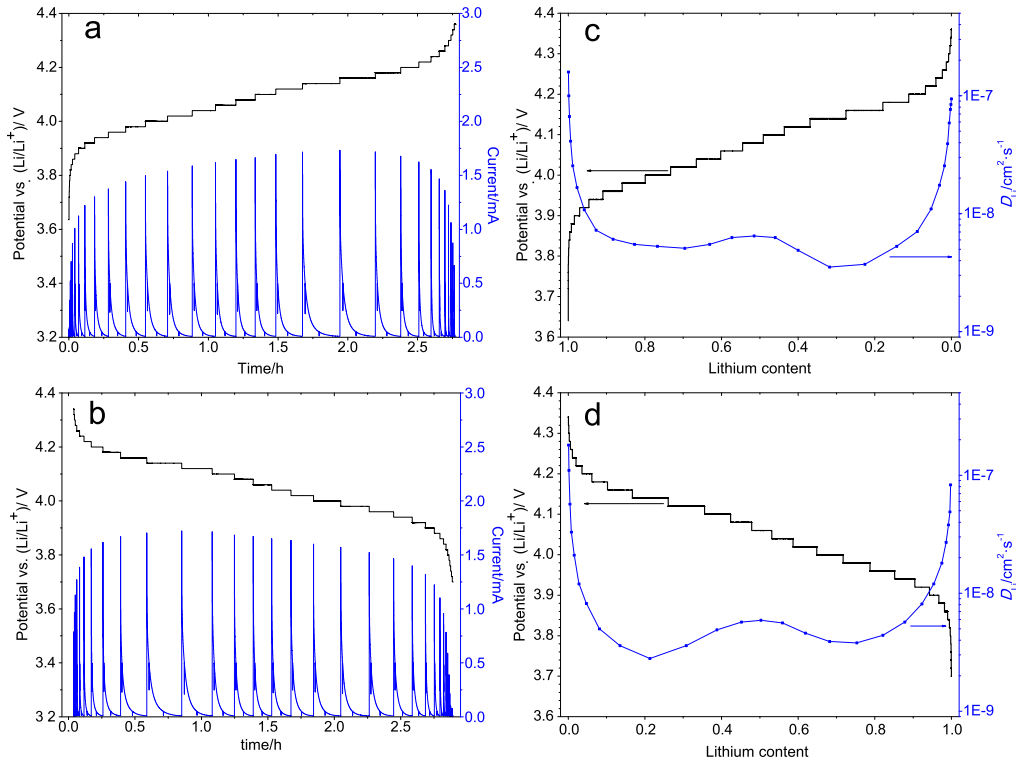 a
4.4
4.2
4.0
3.8
3.6
3.4
3.2
Potential vs. (Li/Li+)/ V
0.0 0.5 1.0 1.5 2.0 2.5
Time/h
3.0
2.5
2.0
1.5
1.0
0.5
0.0
Current/mA
c
4.4
4.3
4.2
4.1
4.0
3.9
3.8
3.7
3.6
Potential vs. (Li/Li+)/ V
1.0 0.8 0.6 0.4 0.2 0.0
Lithium content
1E-7
1E-8
1E-9
DLi/cm2·s-1
b
4.4
4.2
4.0
3.8
3.6
3.4
3.2
Potential vs. (Li/Li+)/ V
0.0 0.5 1.0 1.5 2.0 2.5
time/h
3.0
2.5
2.0
1.5
1.0
0.5
0.0
Current/mA
d
4.4
4.3
4.2
4.1
4.0
3.9
3.8
3.7
3.6
Potential vs. (Li/Li+)/ V
0.0 0.2 0.4 0.6 0.8 1.0
Lithium content
1E-7
1E-8
1E-9
DLi/cm2·s-1